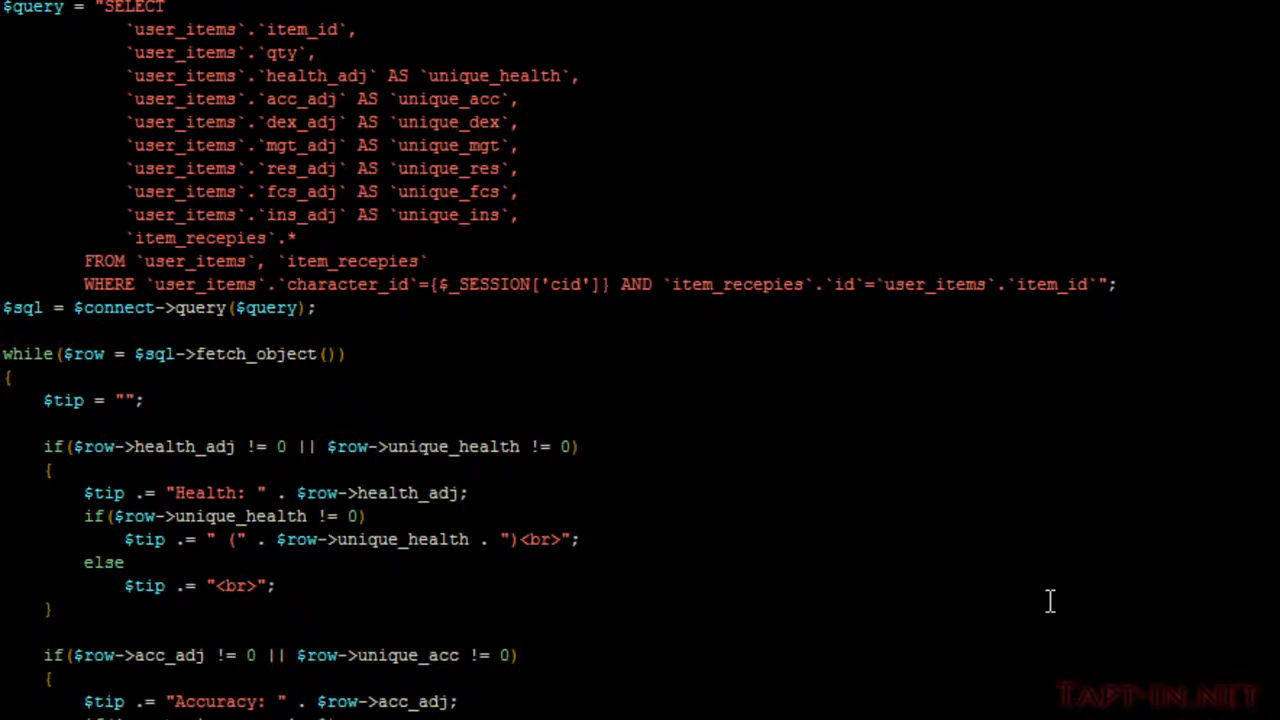 $query = "SELECT
`user_items`.`item_id`,
`user_items`.`qty`,
`user_items`.`health_adj` AS `unique_health`,
`user_items`.`acc_adj` AS `unique_acc`,
`user_items`.`dex_adj` AS `unique_dex`,
`user_items`.`mgt_adj` AS `unique_mgt`,
`user_items`.`res_adj` AS `unique_res`,
`user_items`.`fcs_adj` AS `unique_fcs`,
`user_items`.`ins_adj` AS `unique_ins`,
`item_recepies`.*
FROM `user_items`, `item_recepies`
WHERE `user_items`.`character_id`={$_SESSION['cid']} AND `item_recepies`.`id`=`user_items`.`item_id`";
$sql = $connect->query($query);
while($row = $sql->fetch_object())
{
$tip = "";
if($row->health_adj != 0 || $row->unique_health != 0)
{
$tip .= "Health: " . $row->health_adj;
if($row->unique_health != 0)
$tip .= " (" . $row->unique_health . ")<br>";
else
$tip .= "<br>";
}
if($row->acc_adj != 0 || $row->unique_acc != 0)
{
$tip .= "Accuracy: " . $row->acc_adj;
TAPT-IN.NET